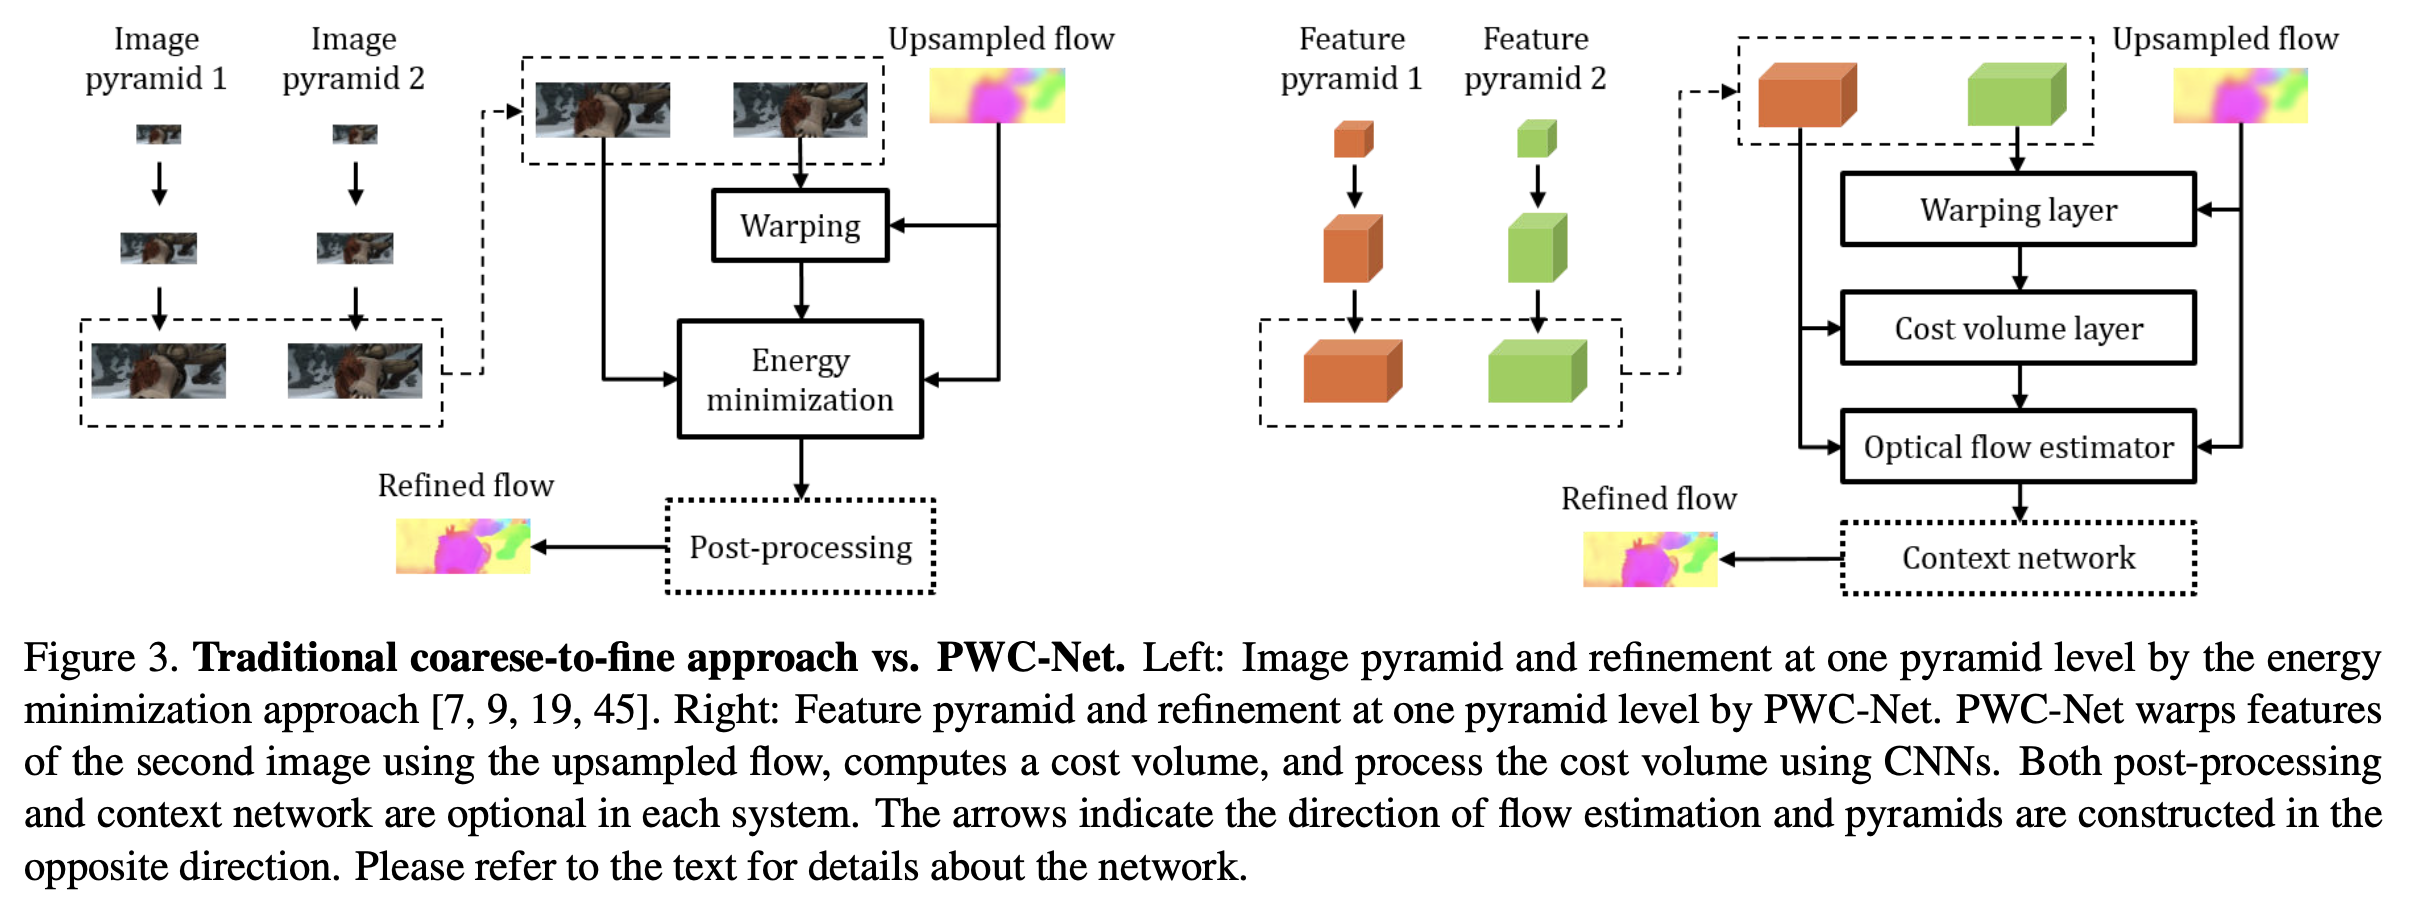 Image
pyramid 1
Image
pyramid 2
Upsampled flow
Warping
Energy
minimization
Refined flow
Post-processing
Feature
pyramid 1
Feature
pyramid 2
Upsampled flow
Warping layer
Cost volume layer
Optical flow estimator
Refined flow
Context network
Figure 3. Traditional coarese-to-fine approach vs. PWC-Net. Left: Image pyramid and refinement at one pyramid level by the energy
minimization approach [7, 9, 19, 45]. Right: Feature pyramid and refinement at one pyramid level by PWC-Net. PWC-Net warps features
of the second image using the upsampled flow, computes a cost volume, and process the cost volume using CNNs. Both post-processing
and context network are optional in each system. The arrows indicate the direction of flow estimation and pyramids are constructed in the
opposite direction. Please refer to the text for details about the network.